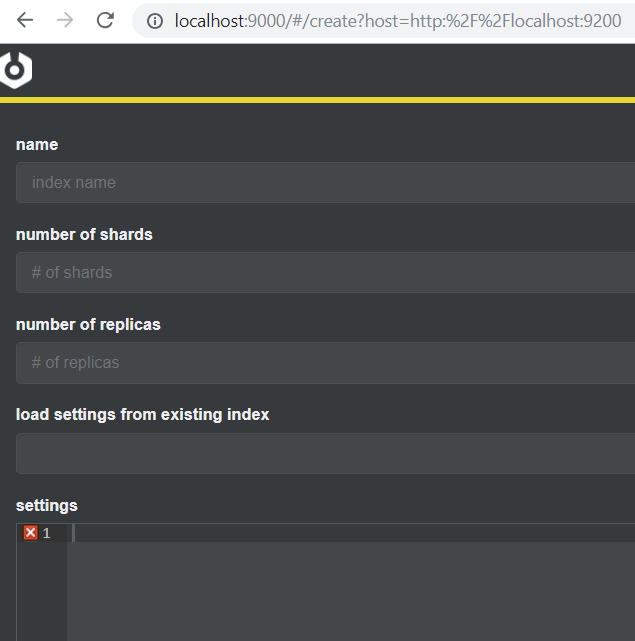 localhost:9000/#/create?host=http:%2F%2Flocalhost:9200
name
index name
number of shards
# of shards
number of replicas
# of replicas
load settings from existing index
settings
1